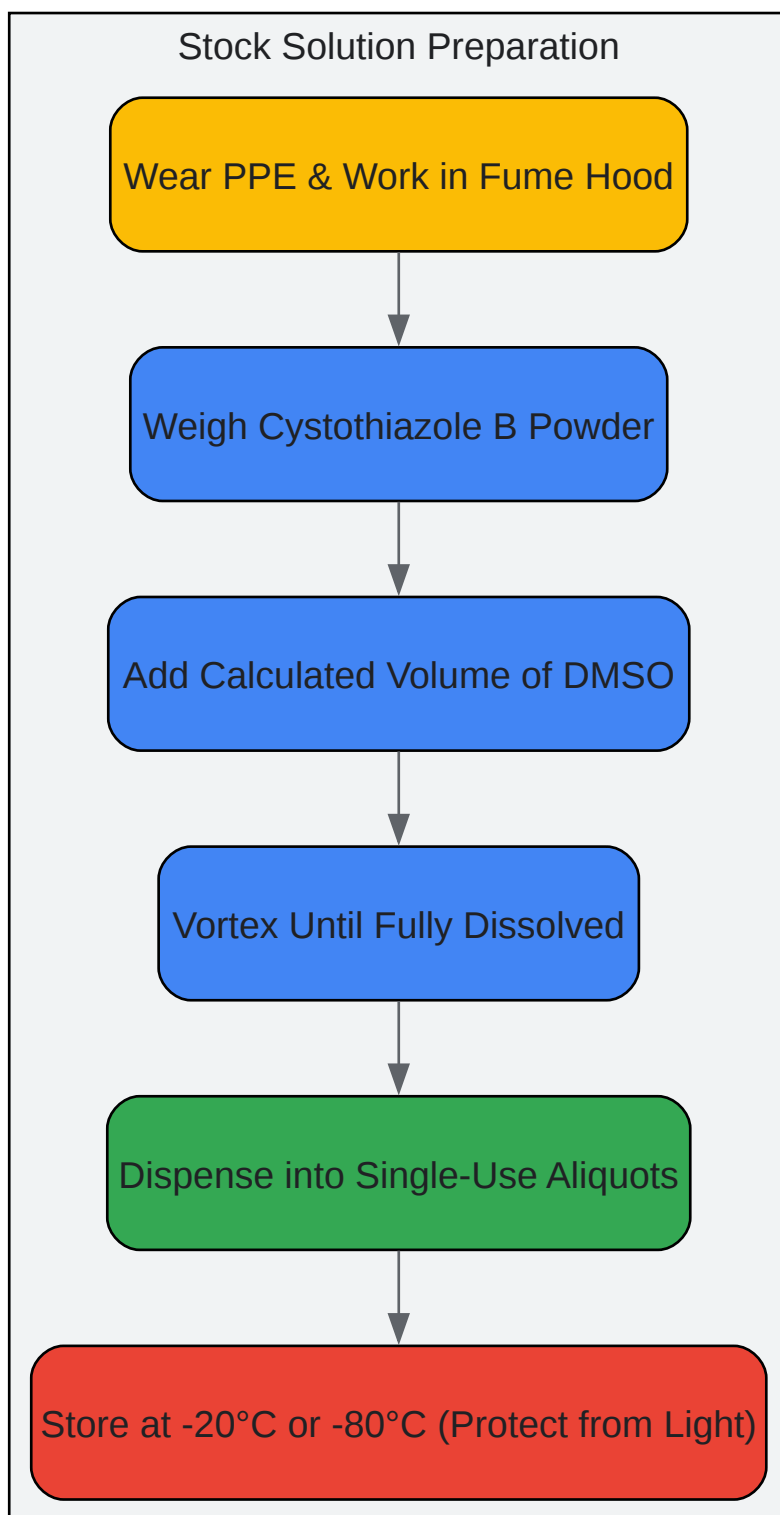 Stock Solution Preparation
Wear PPE & Work in Fume Hood
Weigh Cystothiazole B Powder
Add Calculated Volume of DMSO
Vortex Until Fully Dissolved
Dispense into Single-Use Aliquots
Store at -20°C or -80°C (Protect from Light)